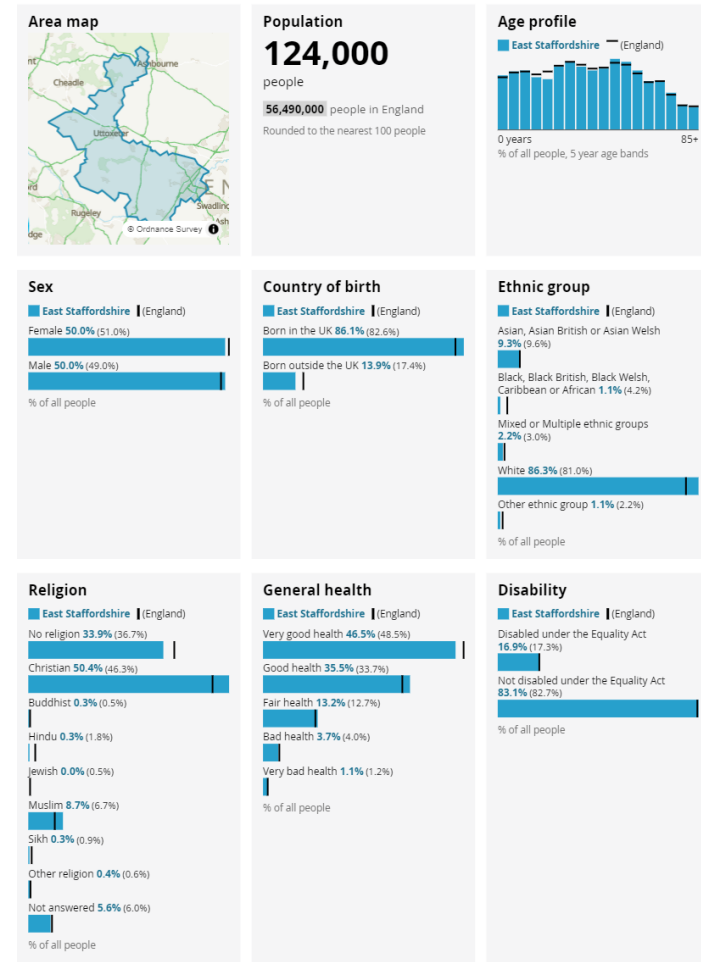 Area map
Ashbourne
Cheadle
Uttoxeter
Rugeley
Swadlinc
Ash
© Ordnance Survey
Population
124,000
people
56,490,000 people in England
Rounded to the nearest 100 people
Age profile
East Staffordshire (England)
0 years 85+
% of all people, 5 year age bands
Sex
East Staffordshire (England)
Female 50.0% (51.0%)
Male 50.0% (49.0%)
% of all people
Country of birth
East Staffordshire (England)
Born in the UK 86.1% (82.6%)
Born outside the UK 13.9% (17.4%)
% of all people
Ethnic group
East Staffordshire (England)
Asian, Asian British or Asian Welsh
9.3% (9.6%)
Black, Black British, Black Welsh,
Caribbean or African 1.1% (4.2%)
Mixed or Multiple ethnic groups
2.2% (3.0%)
White 86.3% (81.0%)
Other ethnic group 1.1% (2.2%)
% of all people
Religion
East Staffordshire (England)
No religion 33.9% (36.7%)
Christian 50.4% (46.3%)
Buddhist 0.3% (0.5%)
Hindu 0.3% (1.8%)
Jewish 0.0% (0.5%)
Muslim 8.7% (6.7%)
Sikh 0.3% (0.9%)
Other religion 0.4% (0.6%)
Not answered 5.6% (6.0%)
% of all people
General health
East Staffordshire (England)
Very good health 46.5% (48.5%)
Good health 35.5% (33.7%)
Fair health 13.2% (12.7%)
Bad health 3.7% (4.0%)
Very bad health 1.1% (1.2%)
% of all people
Disability
East Staffordshire (England)
Disabled under the Equality Act
16.9% (17.3%)
Not disabled under the Equality Act
83.1% (82.7%)
% of all people